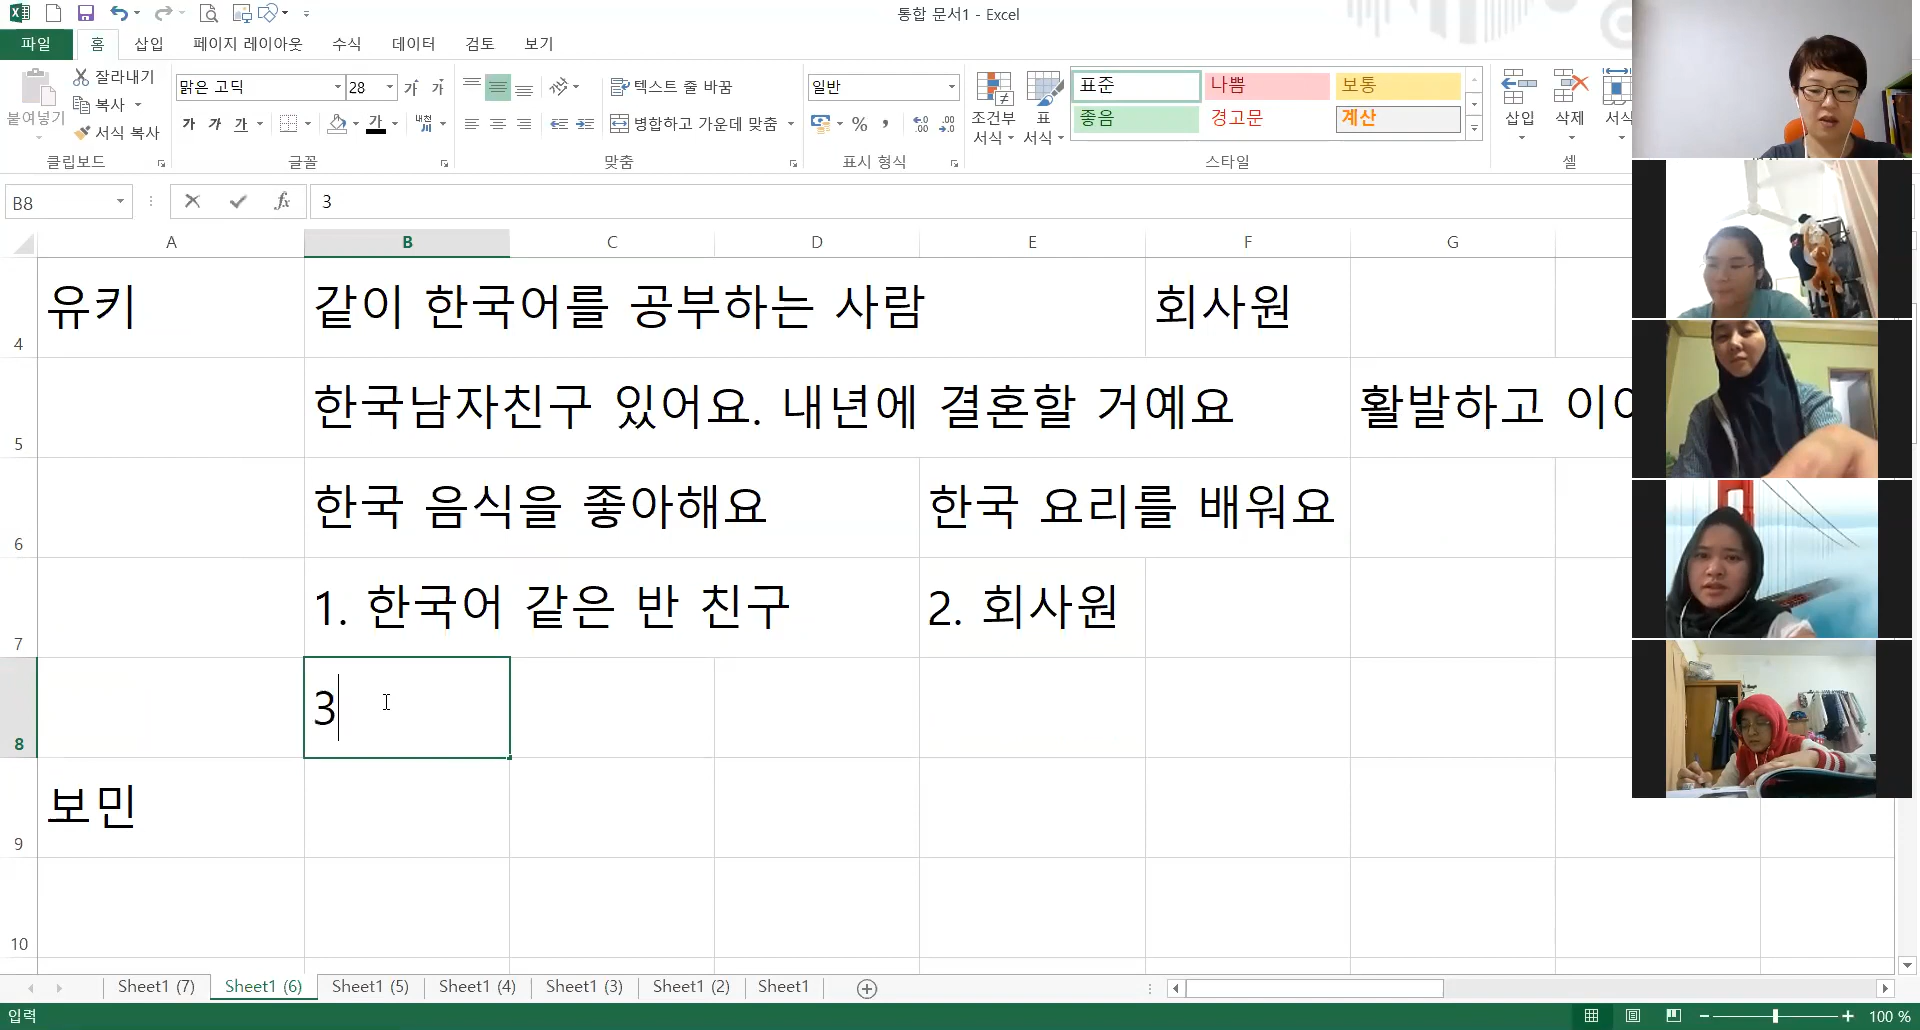 통합 문서1 - Excel
파일 홈 삽입 페이지 레이아웃 수식 데이터 검토 보기
붙여넣기
잘라내기
복사
서식 복사
클립보드
맑은 고딕 28 가 가
가 가 가 가 내천
글꼴
텍스트 줄 바꿈
병합하고 가운데 맞춤
맞춤
일반
%
표시 형식
조건부 서식
표 서식
표준 나쁨 보통
좋음 경고문 계산
스타일
삽입 삭제 서식
셀
B8 3
A B C D E F G
4 유키 같이 한국어를 공부하는 사람 회사원
5 한국남자친구 있어요. 내년에 결혼할 거예요 활발하고
6 한국 음식을 좋아해요 한국 요리를 배워요
7 1. 한국어 같은 반 친구 2. 회사원
8 3
9 보민
10
Sheet1 (7) Sheet1 (6) Sheet1 (5) Sheet1 (4) Sheet1 (3) Sheet1 (2) Sheet1
입력 100 %